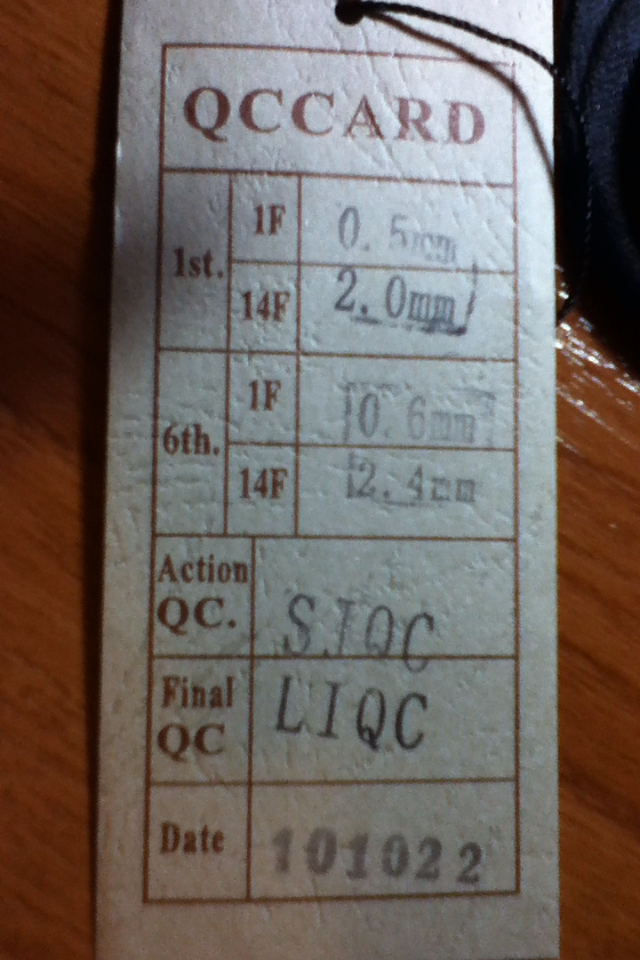 QCCARD
1st. 1F 0.5mm
14F 2.0mm
6th. 1F 0.6mm
14F 2.4mm
Action
QC. SJQC
Final
QC LIQC
Date 101022